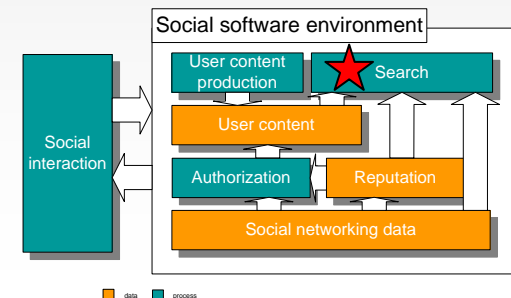 Social software environment
User content
production
Search
User content
Social
interaction
Authorization
Reputation
Social networking data
data
process